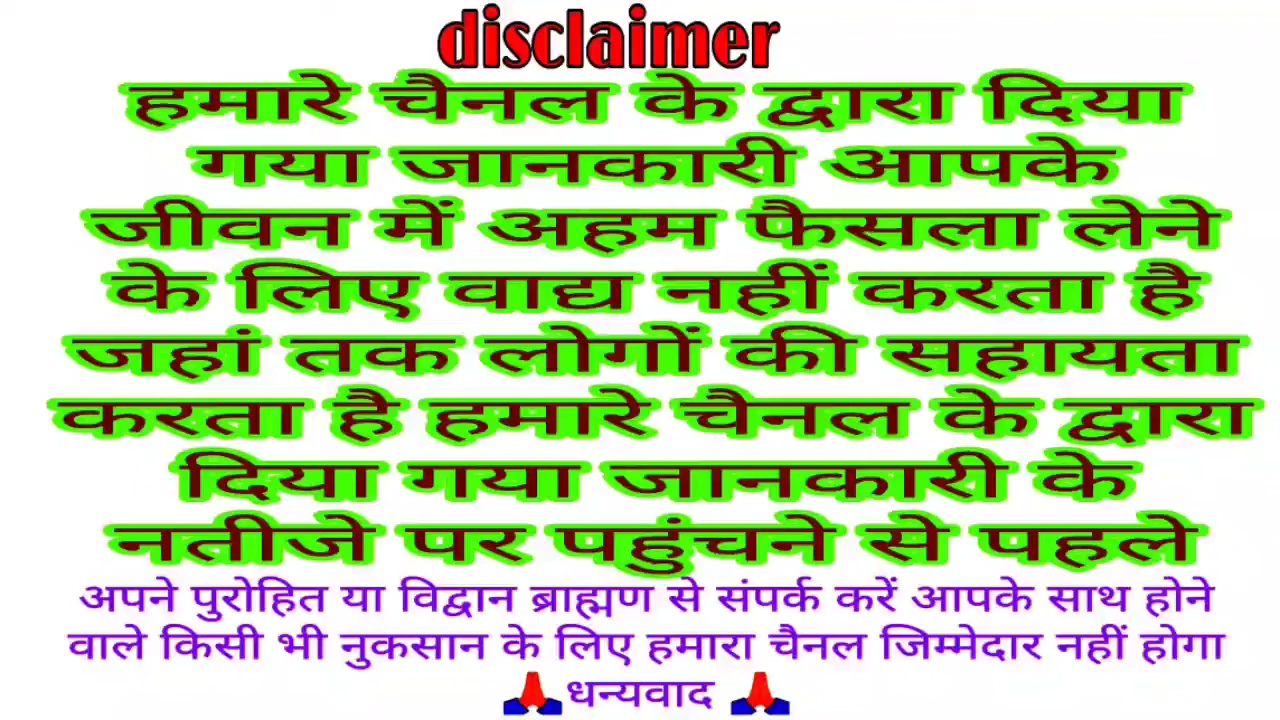 disclaimer
हमारे चैनल के द्वारा दिया
गया जानकारी आपके
जीवन में अहम फैसला लेने
के लिए वाद्य नहीं करता है
जहां तक लोगों की सहायता
करता है हमारे चैनल के द्वारा
दिया गया जानकारी के
नतीजे पर पहुंचने से पहले
अपने पुरोहित या विद्वान ब्राह्मण से संपर्क करें आपके साथ होने
वाले किसी भी नुकसान के लिए हमारा चैनल जिम्मेदार नहीं होगा
🙏धन्यवाद 🙏